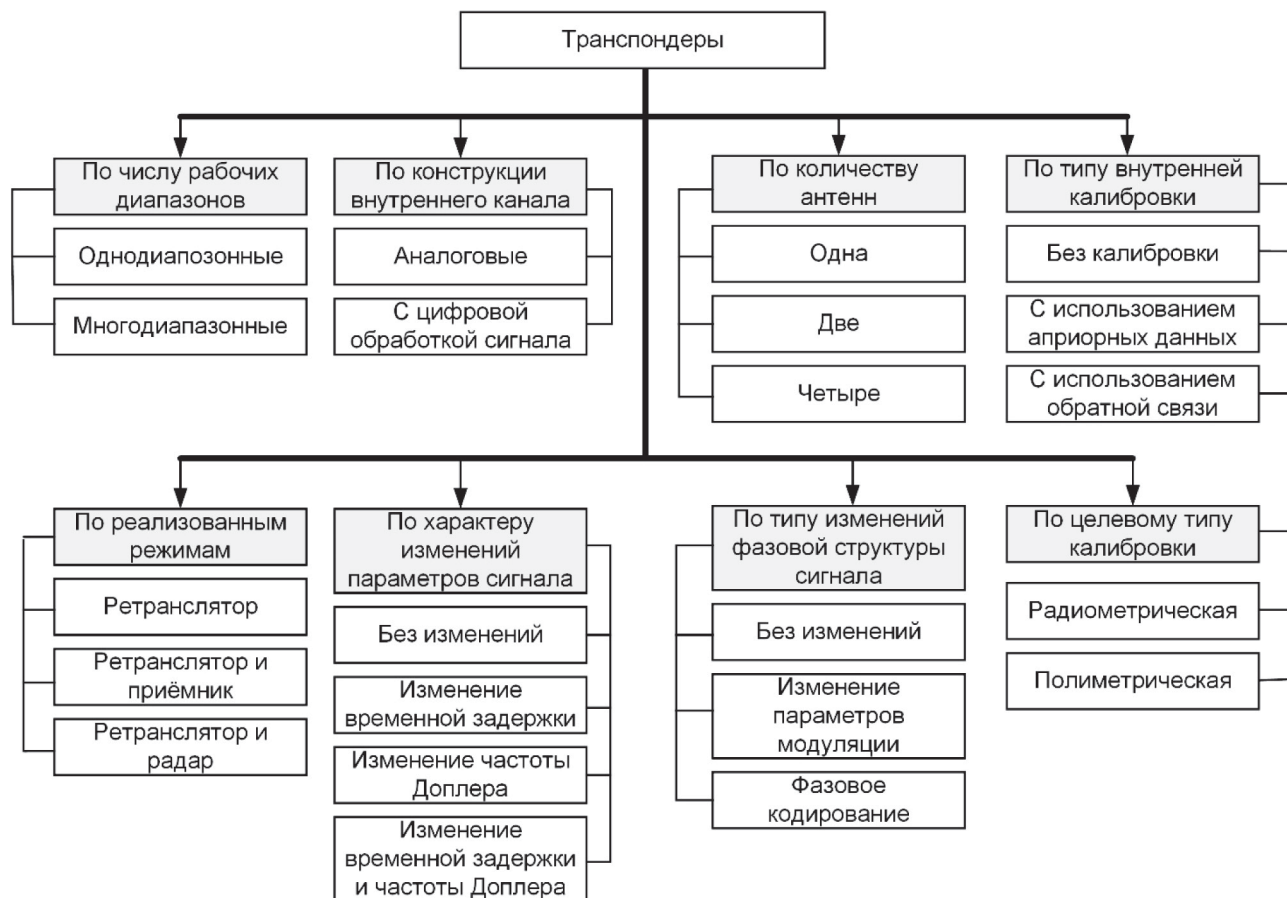 Транспондеры
По числу рабочих
диапазонов
Однодиапозонные
Многодиапазонные
По конструкции
внутреннего канала
Аналоговые
С цифровой
обработкой сигнала
По количеству
антенн
Одна
Две
Четыре
По типу внутренней
калибровки
Без калибровки
С использованием
априорных данных
С использованием
обратной связи
По реализованным
режимам
Ретранслятор
Ретранслятор и
приёмник
Ретранслятор и
радар
По характеру
изменений
параметров сигнала
Без изменений
Изменение
временной задержки
Изменение частоты
Доплера
Изменение
временной задержки
и частоты Доплера
По типу изменений
фазовой структуры
сигнала
Без изменений
Изменение
параметров
модуляции
Фазовое
кодирование
По целевому типу
калибровки
Радиометрическая
Полиметрическая